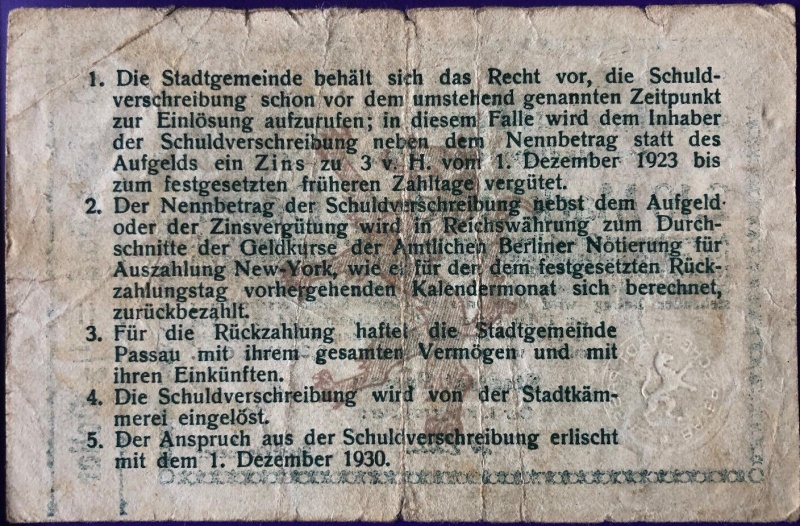 1. Die Stadtgemeinde behält sich das Recht vor, die Schuld-
verschreibung schon vor dem umstehend genannten Zeitpunkt
zur Einlösung aufzurufen; in diesem Falle wird dem Inhaber
der Schuldverschreibung neben dem Nennbetrag statt des
Aufgelds ein Zins zu 3 v. H. vom 1. Dezember 1923 bis
zum festgesetzten früheren Zahltage vergütet.
2. Der Nennbetrag der Schuldverschreibung nebst dem Aufgeld
oder der Zinsvergütung wird in Reichswährung zum Durch-
schnitte der Geldkurse der Amtlichen Berliner Notierung für
Auszahlung New-York, wie er für den dem festgesetzten Rück-
zahlungstag vorhergehenden Kalendermonat sich berechnet,
zurückbezahlt.
3. Für die Rückzahlung haftet die Stadtgemeinde
Passau mit ihrem gesamten Vermögen und mit
ihren Einkünften.
4. Die Schuldverschreibung wird von der Stadtkäm-
merei eingelöst.
5. Der Anspruch aus der Schuldverschreibung erlischt
mit dem 1. Dezember 1930.